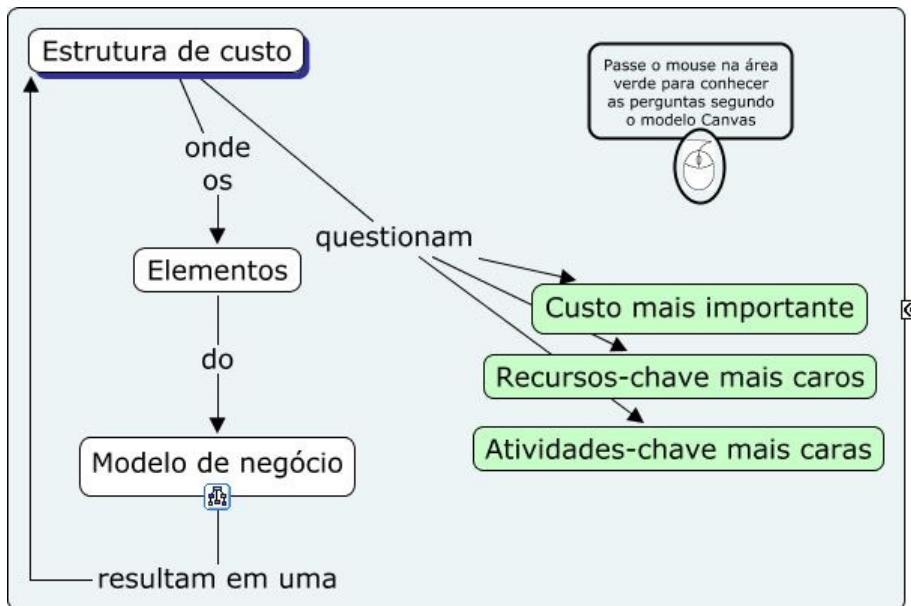 Estrutura de custo
Passe o mouse na área
verde para conhecer
as perguntas segundo
o modelo Canvas
onde
os
questionam
Elementos
Custo mais importante
do
Recursos-chave mais caros
Atividades-chave mais caras
Modelo de negócio
resultam em uma